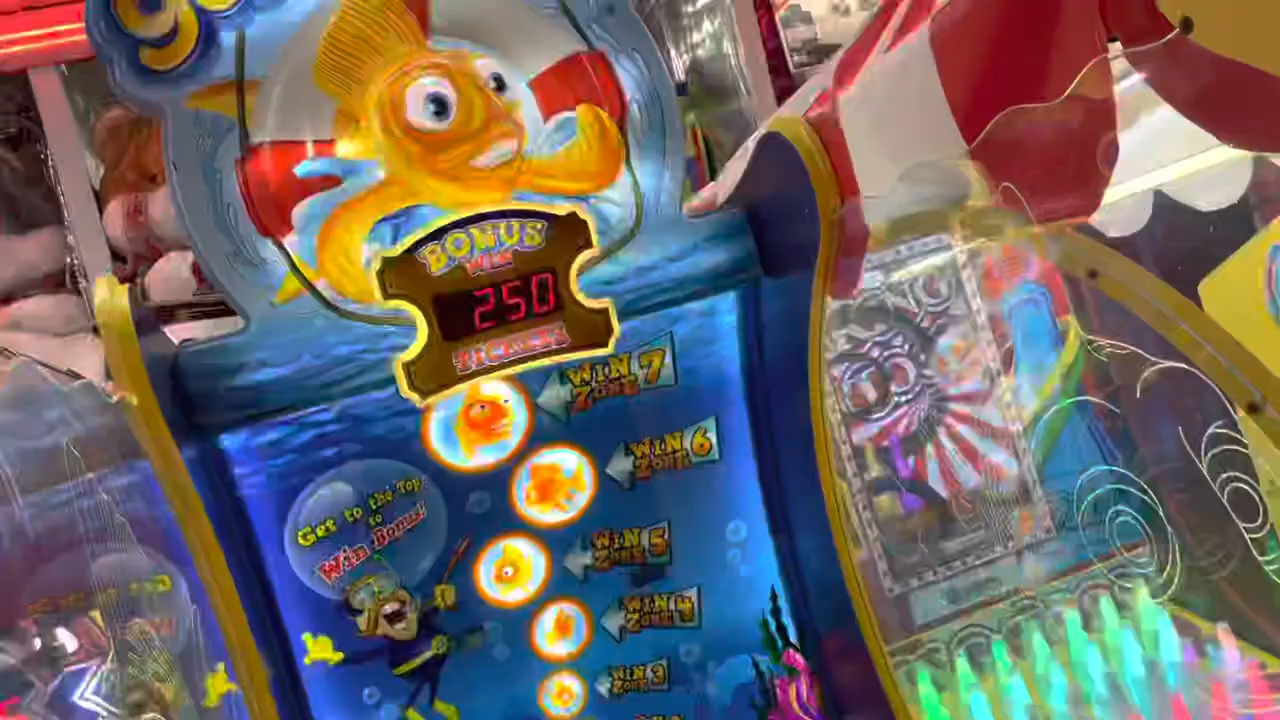 BONUS
WIN
250
TICKETS
WIN
ZONE 7
WIN
ZONE 6
WIN
ZONE 5
WIN
ZONE 4
WIN
ZONE 3
Get to the Top
to
Win Bonus!